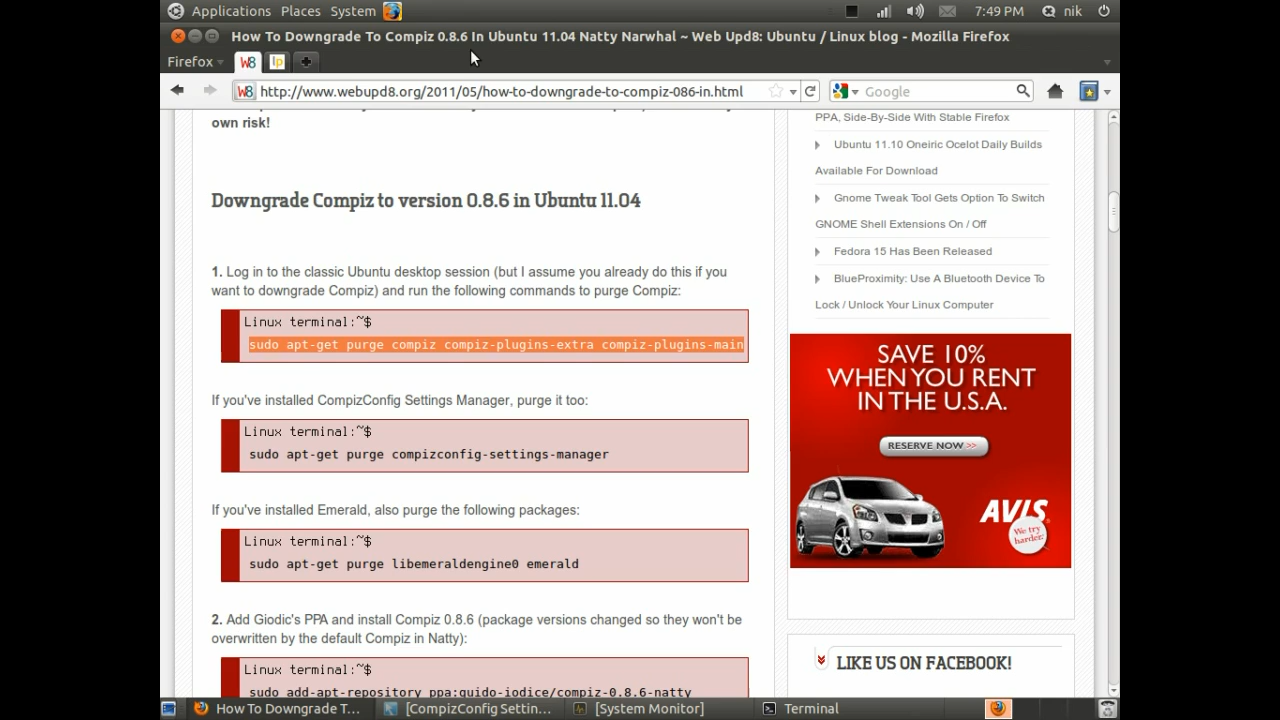 Applications Places System
7:49 PM
nik
How To Downgrade To Compiz 0.8.6 In Ubuntu 11.04 Natty Narwhal ~ Web Upd8: Ubuntu / Linux blog - Mozilla Firefox
Firefox
W8
lp
W8
http://www.webupd8.org/2011/05/how-to-downgrade-to-compiz-086-in.html
Google
own risk!
Downgrade Compiz to version 0.8.6 in Ubuntu 11.04
1. Log in to the classic Ubuntu desktop session (but I assume you already do this if you
want to downgrade Compiz) and run the following commands to purge Compiz:
Linux terminal:~$
sudo apt-get purge compiz compiz-plugins-extra compiz-plugins-main
If you've installed CompizConfig Settings Manager, purge it too:
Linux terminal:~$
sudo apt-get purge compizconfig-settings-manager
If you've installed Emerald, also purge the following packages:
Linux terminal:~$
sudo apt-get purge libemeraldengine0 emerald
2. Add Giodic's PPA and install Compiz 0.8.6 (package versions changed so they won't be
overwritten by the default Compiz in Natty):
Linux terminal:~$
sudo add-apt-repository ppa:guido-iodice/compiz-0.8.6-natty
PPA, Side-By-Side With Stable Firefox
Ubuntu 11.10 Oneiric Ocelot Daily Builds
Available For Download
Gnome Tweak Tool Gets Option To Switch
GNOME Shell Extensions On / Off
Fedora 15 Has Been Released
BlueProximity: Use A Bluetooth Device To
Lock / Unlock Your Linux Computer
SAVE 10%
WHEN YOU RENT
IN THE U.S.A.
RESERVE NOW >>
AVIS
We try
harder.
LIKE US ON FACEBOOK!
How To Downgrade T...
[CompizConfig Settin...
[System Monitor]
Terminal